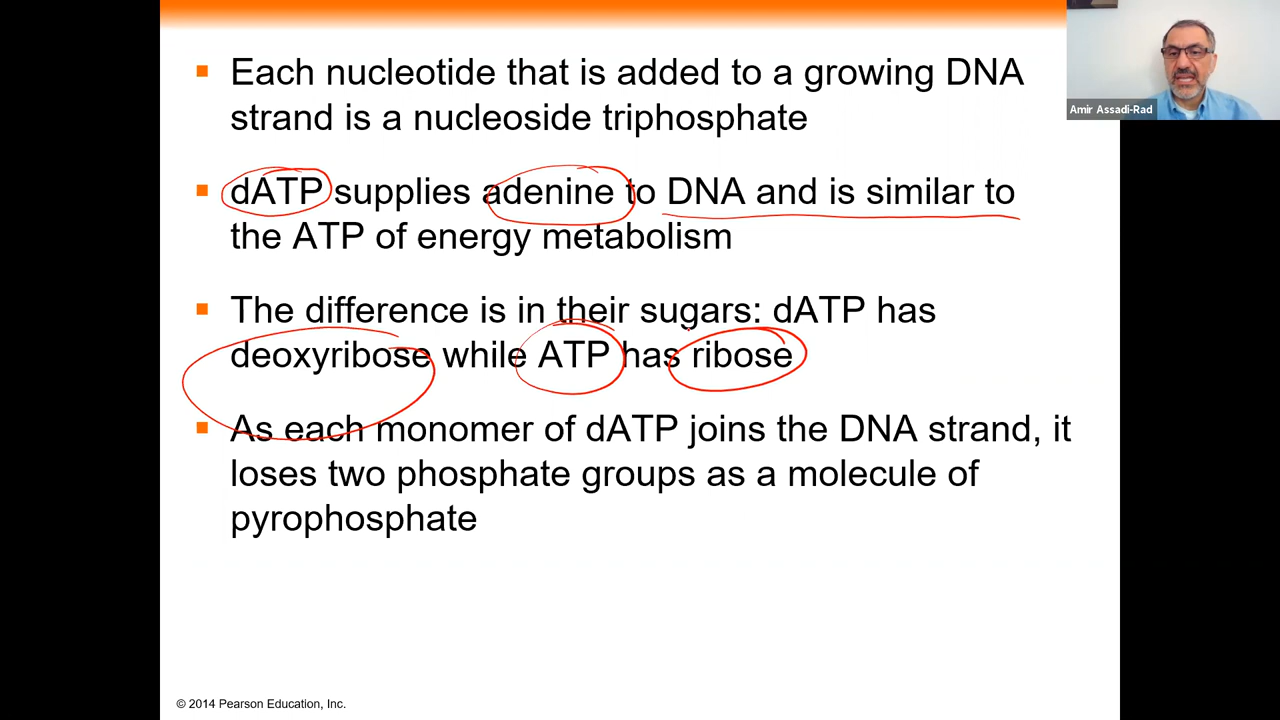 Each nucleotide that is added to a growing DNA
strand is a nucleoside triphosphate
dATP supplies adenine to DNA and is similar to
the ATP of energy metabolism
The difference is in their sugars: dATP has
deoxyribose while ATP has ribose
As each monomer of dATP joins the DNA strand, it
loses two phosphate groups as a molecule of
pyrophosphate
© 2014 Pearson Education, Inc.
Amir Assadi-Rad